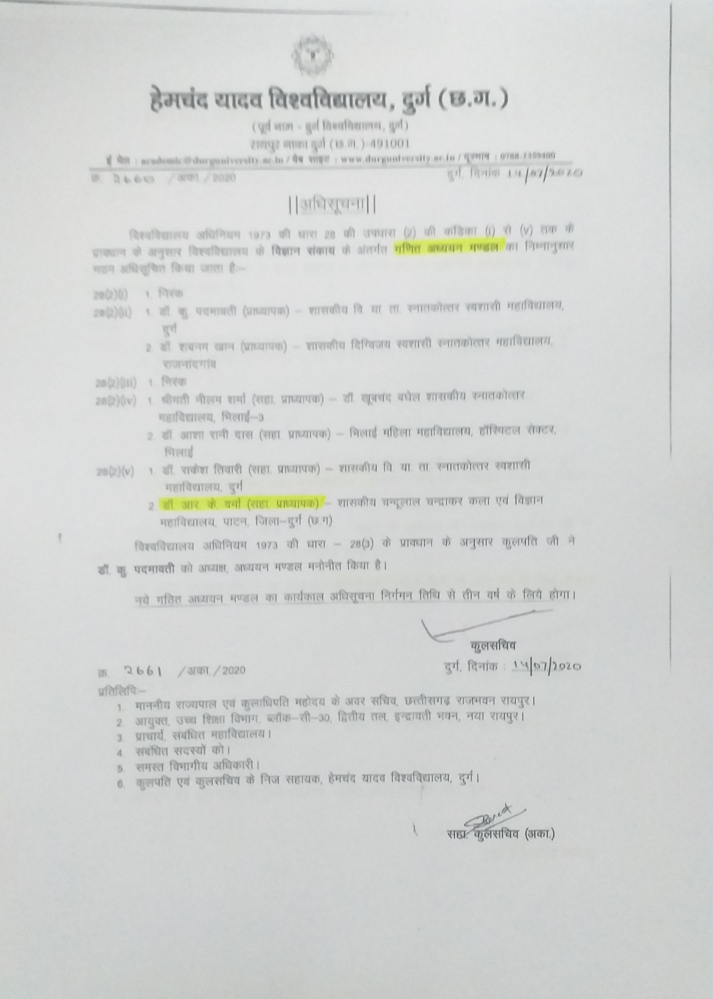 हेमचंद यादव विश्वविद्यालय, दुर्ग (छ.ग.)
(पूर्व नाम - दुर्ग विश्वविद्यालय, दुर्ग)
रायपुर नाका दुर्ग (छ.ग.)-491001
ई मेल : academic@durguniversity.ac.in / वेब साइट : www.durguniversity.ac.in / दूरभाष :
क्र. 2660 /अका./2020 दुर्ग, दिनांक 14/07/2020
||अधिसूचना||
विश्वविद्यालय अधिनियम 1973 की धारा 28 की उपधारा (2) की कंडिका (i) से (v) तक के
प्रावधान के अनुसार विश्वविद्यालय के विज्ञान संकाय के अंतर्गत गणित अध्ययन मण्डल का निम्नानुसार
गठन अधिसूचित किया जाता है:–
28(2)(i) 1. निरंक
28(2)(ii) 1. डॉ. कु. पदमावती (प्राध्यापक) – शासकीय वि. या. ता. स्नातकोत्तर स्वशासी महाविद्यालय,
दुर्ग
2. डॉ. शबनम खान (प्राध्यापक) – शासकीय दिग्विजय स्वशासी स्नातकोत्तर महाविद्यालय,
राजनांदगांव
28(2)(iii) 1. निरंक
28(2)(iv) 1. श्रीमती नीलम शर्मा (सहा. प्राध्यापक) – डॉ. खूबचंद बघेल शासकीय स्नातकोत्तर
महाविद्यालय, भिलाई–3
2. डॉ. आशा रानी दास (सहा. प्राध्यापक) – भिलाई महिला महाविद्यालय, हॉस्पिटल सेक्टर,
भिलाई
28(2)(v) 1. डॉ. राकेश तिवारी (सहा. प्राध्यापक) – शासकीय वि. या. ता. स्नातकोत्तर स्वशासी
महाविद्यालय, दुर्ग
2. डॉ. आर. के. वर्मा (सहा. प्राध्यापक) – शासकीय चन्दूलाल चन्द्राकर कला एवं विज्ञान
महाविद्यालय, पाटन, जिला–दुर्ग (छ.ग)
विश्वविद्यालय अधिनियम 1973 की धारा – 28(3) के प्रावधान के अनुसार कुलपति जी ने
डॉ. कु. पदमावती को अध्यक्ष, अध्ययन मण्डल मनोनीत किया है।
नये गठित अध्ययन मण्डल का कार्यकाल अधिसूचना निर्गमन तिथि से तीन वर्ष के लिये होगा।
कुलसचिव
क्र. 2661 /अका./2020 दुर्ग, दिनांक : 14/07/2020
प्रतिलिपि:–
1. माननीय राज्यपाल एवं कुलाधिपति महोदय के अवर सचिव, छत्तीसगढ़ राजभवन रायपुर।
2. आयुक्त, उच्च शिक्षा विभाग, ब्लॉक–सी–30, द्वितीय तल, इन्द्रावती भवन, नया रायपुर।
3. प्राचार्य, संबंधित महाविद्यालय।
4. संबंधित सदस्यों को।
5. समस्त विभागीय अधिकारी।
6. कुलपति एवं कुलसचिव के निज सहायक, हेमचंद यादव विश्वविद्यालय, दुर्ग।
सहा. कुलसचिव (अका.)